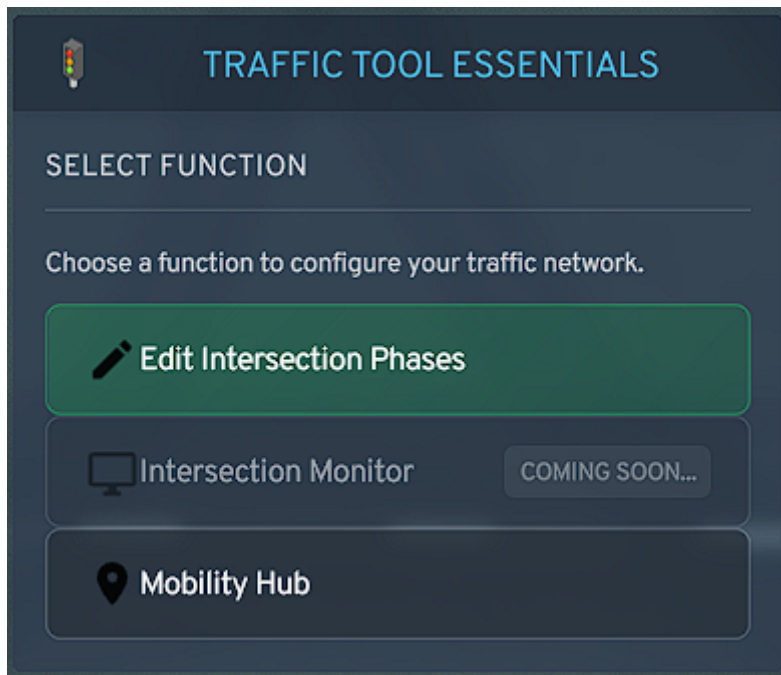 TRAFFIC TOOL ESSENTIALS
SELECT FUNCTION
Choose a function to configure your traffic network.
Edit Intersection Phases
Intersection Monitor COMING SOON...
Mobility Hub